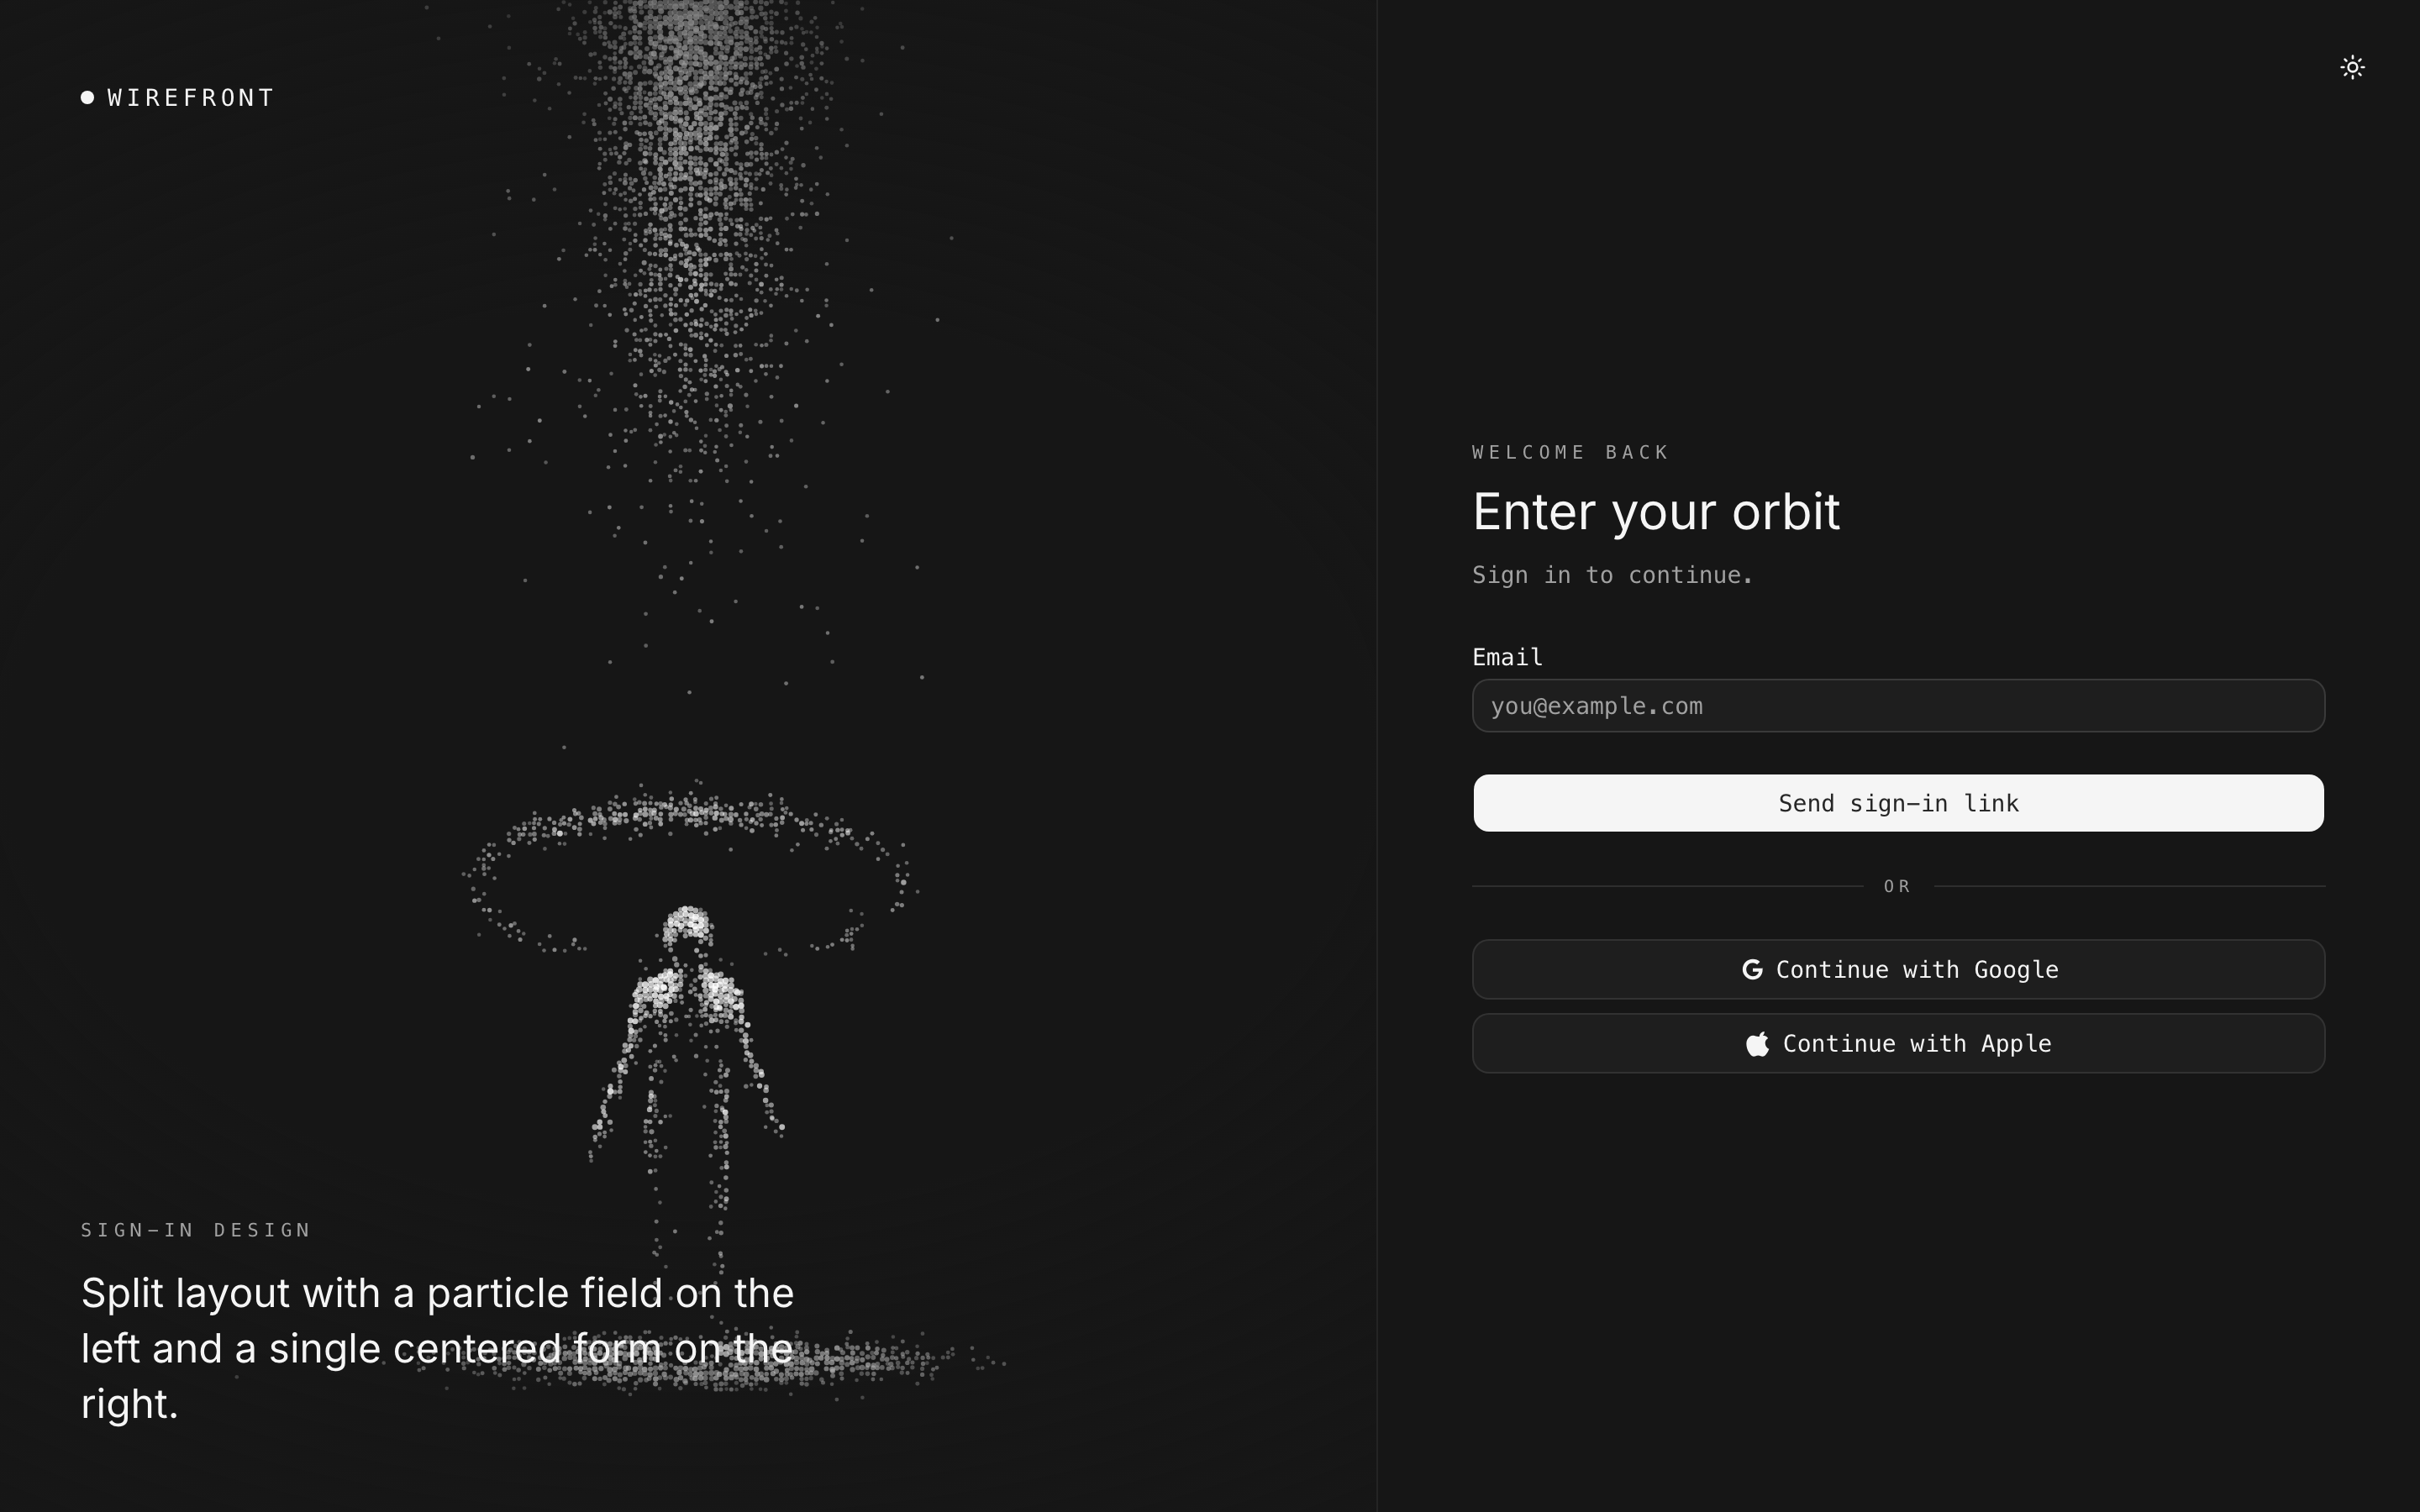 WIREFRONT
SIGN-IN DESIGN
Split layout with a particle field on the
left and a single centered form on the
right.
WELCOME BACK
Enter your orbit
Sign in to continue.
Email
you@example.com
Send sign-in link
OR
Continue with Google
Continue with Apple